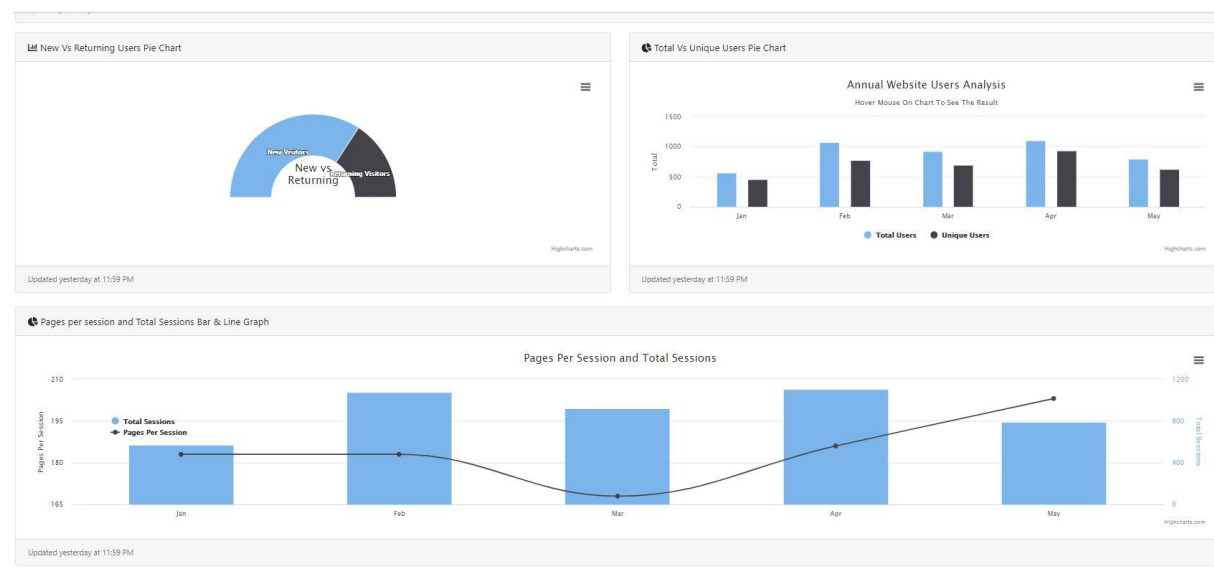 New Vs Returning Users Pie Chart
New Visitors
New vs
Returning
Returning Visitors
Highcharts.com
Updated yesterday at 11:59 PM
Total Vs Unique Users Pie Chart
Annual Website Users Analysis
Hover Mouse On Chart To See The Result
Total
1500
1000
500
0
Jan Feb Mar Apr May
Total Users Unique Users
Highcharts.com
Updated yesterday at 11:59 PM
Pages per session and Total Sessions Bar & Line Graph
Pages Per Session and Total Sessions
Pages Per Session
210
195
180
165
Total Sessions
Pages Per Session
1200
800
400
0
Total Sessions
Jan Feb Mar Apr May
Highcharts.com
Updated yesterday at 11:59 PM